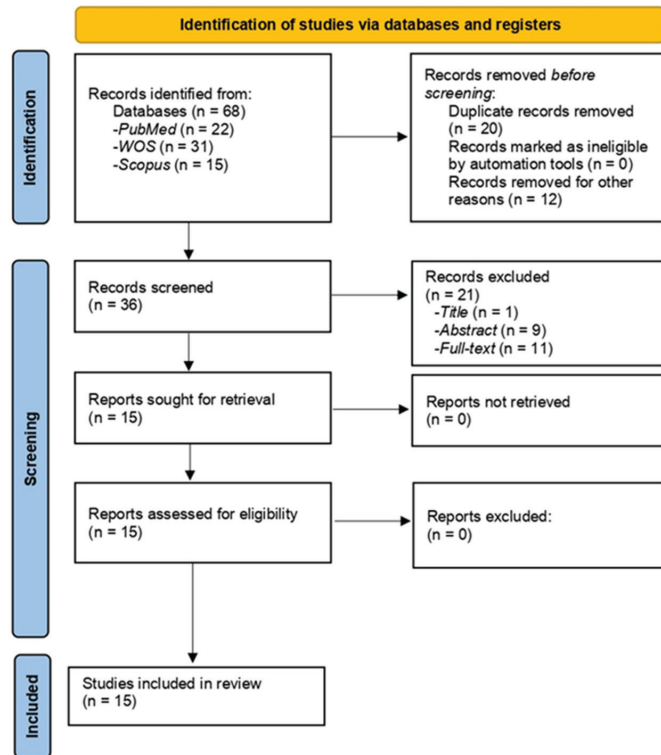 Identification of studies via databases and registers
Identification
Records identified from:
Databases (n = 68)
-PubMed (n = 22)
-WOS (n = 31)
-Scopus (n = 15)
Records removed before
screening:
Duplicate records removed
(n = 20)
Records marked as ineligible
by automation tools (n = 0)
Records removed for other
reasons (n = 12)
Screening
Records screened
(n = 36)
Records excluded
(n = 21)
-Title (n = 1)
-Abstract (n = 9)
-Full-text (n = 11)
Reports sought for retrieval
(n = 15)
Reports not retrieved
(n = 0)
Reports assessed for eligibility
(n = 15)
Reports excluded:
(n = 0)
Included
Studies included in review
(n = 15)